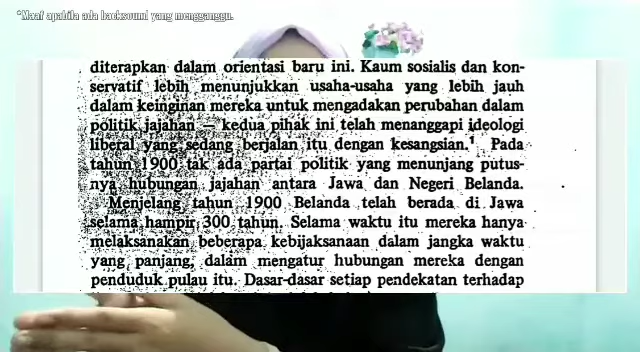 *Maaf apabila ada backsound yang mengganggu.
diterapkan dalam orientasi baru ini. Kaum sosialis dan kon-
servatif lebih menunjukkan usaha-usaha yang lebih jauh
dalam keinginan mereka untuk mengadakan perubahan dalam
politik jajahan — kedua pihak ini telah menanggapi ideologi
liberal yang sedang berjalan itu dengan kesangsian.¹ Pada
tahun 1900 tak ada partai politik yang menunjang putus-
nya hubungan jajahan antara Jawa dan Negeri Belanda.
Menjelang tahun 1900 Belanda telah berada di Jawa
selama hampir 300 tahun. Selama waktu itu mereka hanya
melaksanakan beberapa kebijaksanaan dalam jangka waktu
yang panjang, dalam mengatur hubungan mereka dengan
penduduk pulau itu. Dasar-dasar setiap pendekatan terhadap